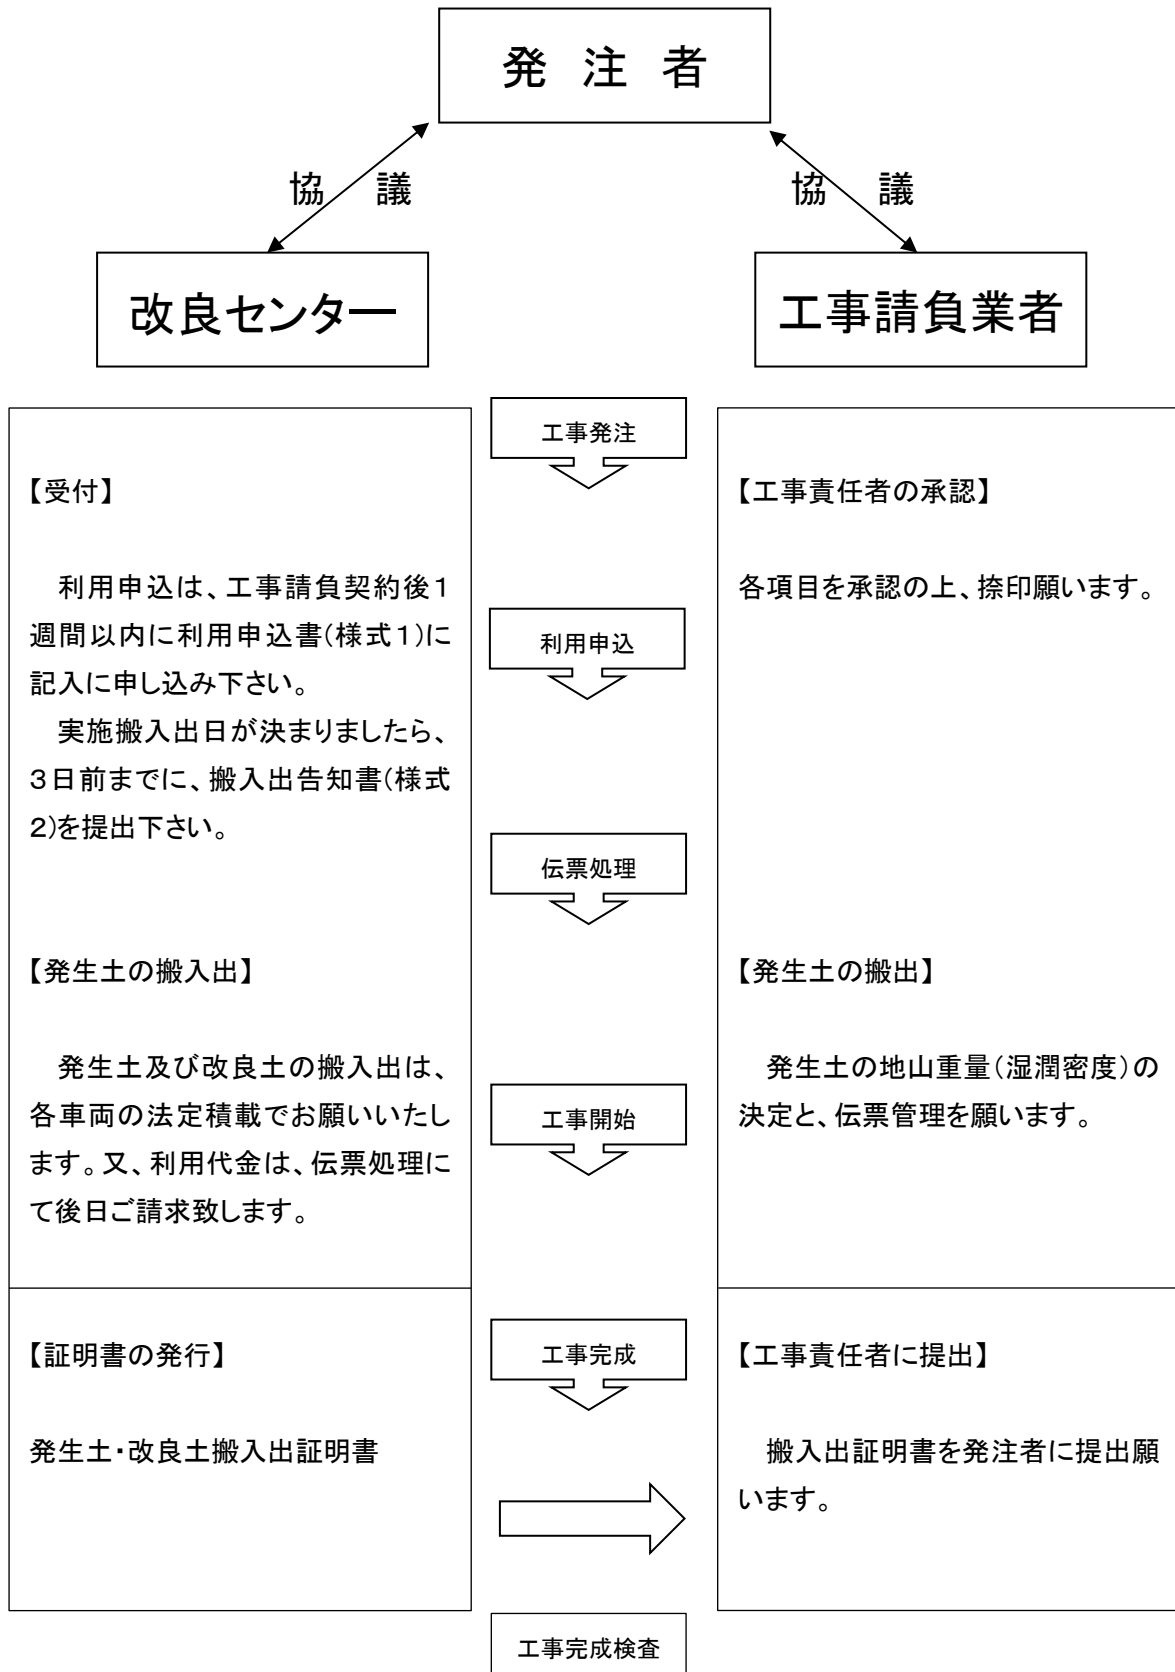 発 注 者
協 議
協 議
改良センター
工事請負業者
工事発注
【受付】
利用申込は、工事請負契約後1
週間以内に利用申込書(様式1)に
記入に申し込み下さい。
実施搬入出日が決まりましたら、
3日前までに、搬入出告知書(様式
2)を提出下さい。
【工事責任者の承認】
各項目を承認の上、捺印願います。
利用申込
伝票処理
【発生土の搬入出】
発生土及び改良土の搬入出は、
各車両の法定積載でお願いいたし
ます。又、利用代金は、伝票処理に
て後日ご請求致します。
【発生土の搬出】
発生土の地山重量(湿潤密度)の
決定と、伝票管理を願います。
工事開始
【証明書の発行】
発生土・改良土搬入出証明書
工事完成
【工事責任者に提出】
搬入出証明書を発注者に提出願
います。
工事完成検査